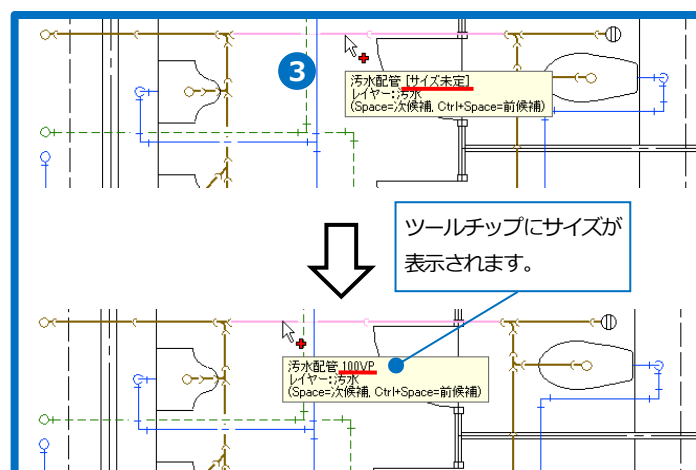 3
汚水配管 [サイズ未定]
レイヤー:汚水
(Space=次候補, Ctrl+Space=前候補)
ツールチップにサイズが
表示されます。
汚水配管 100VP
レイヤー:汚水
(Space=次候補, Ctrl+Space=前候補)